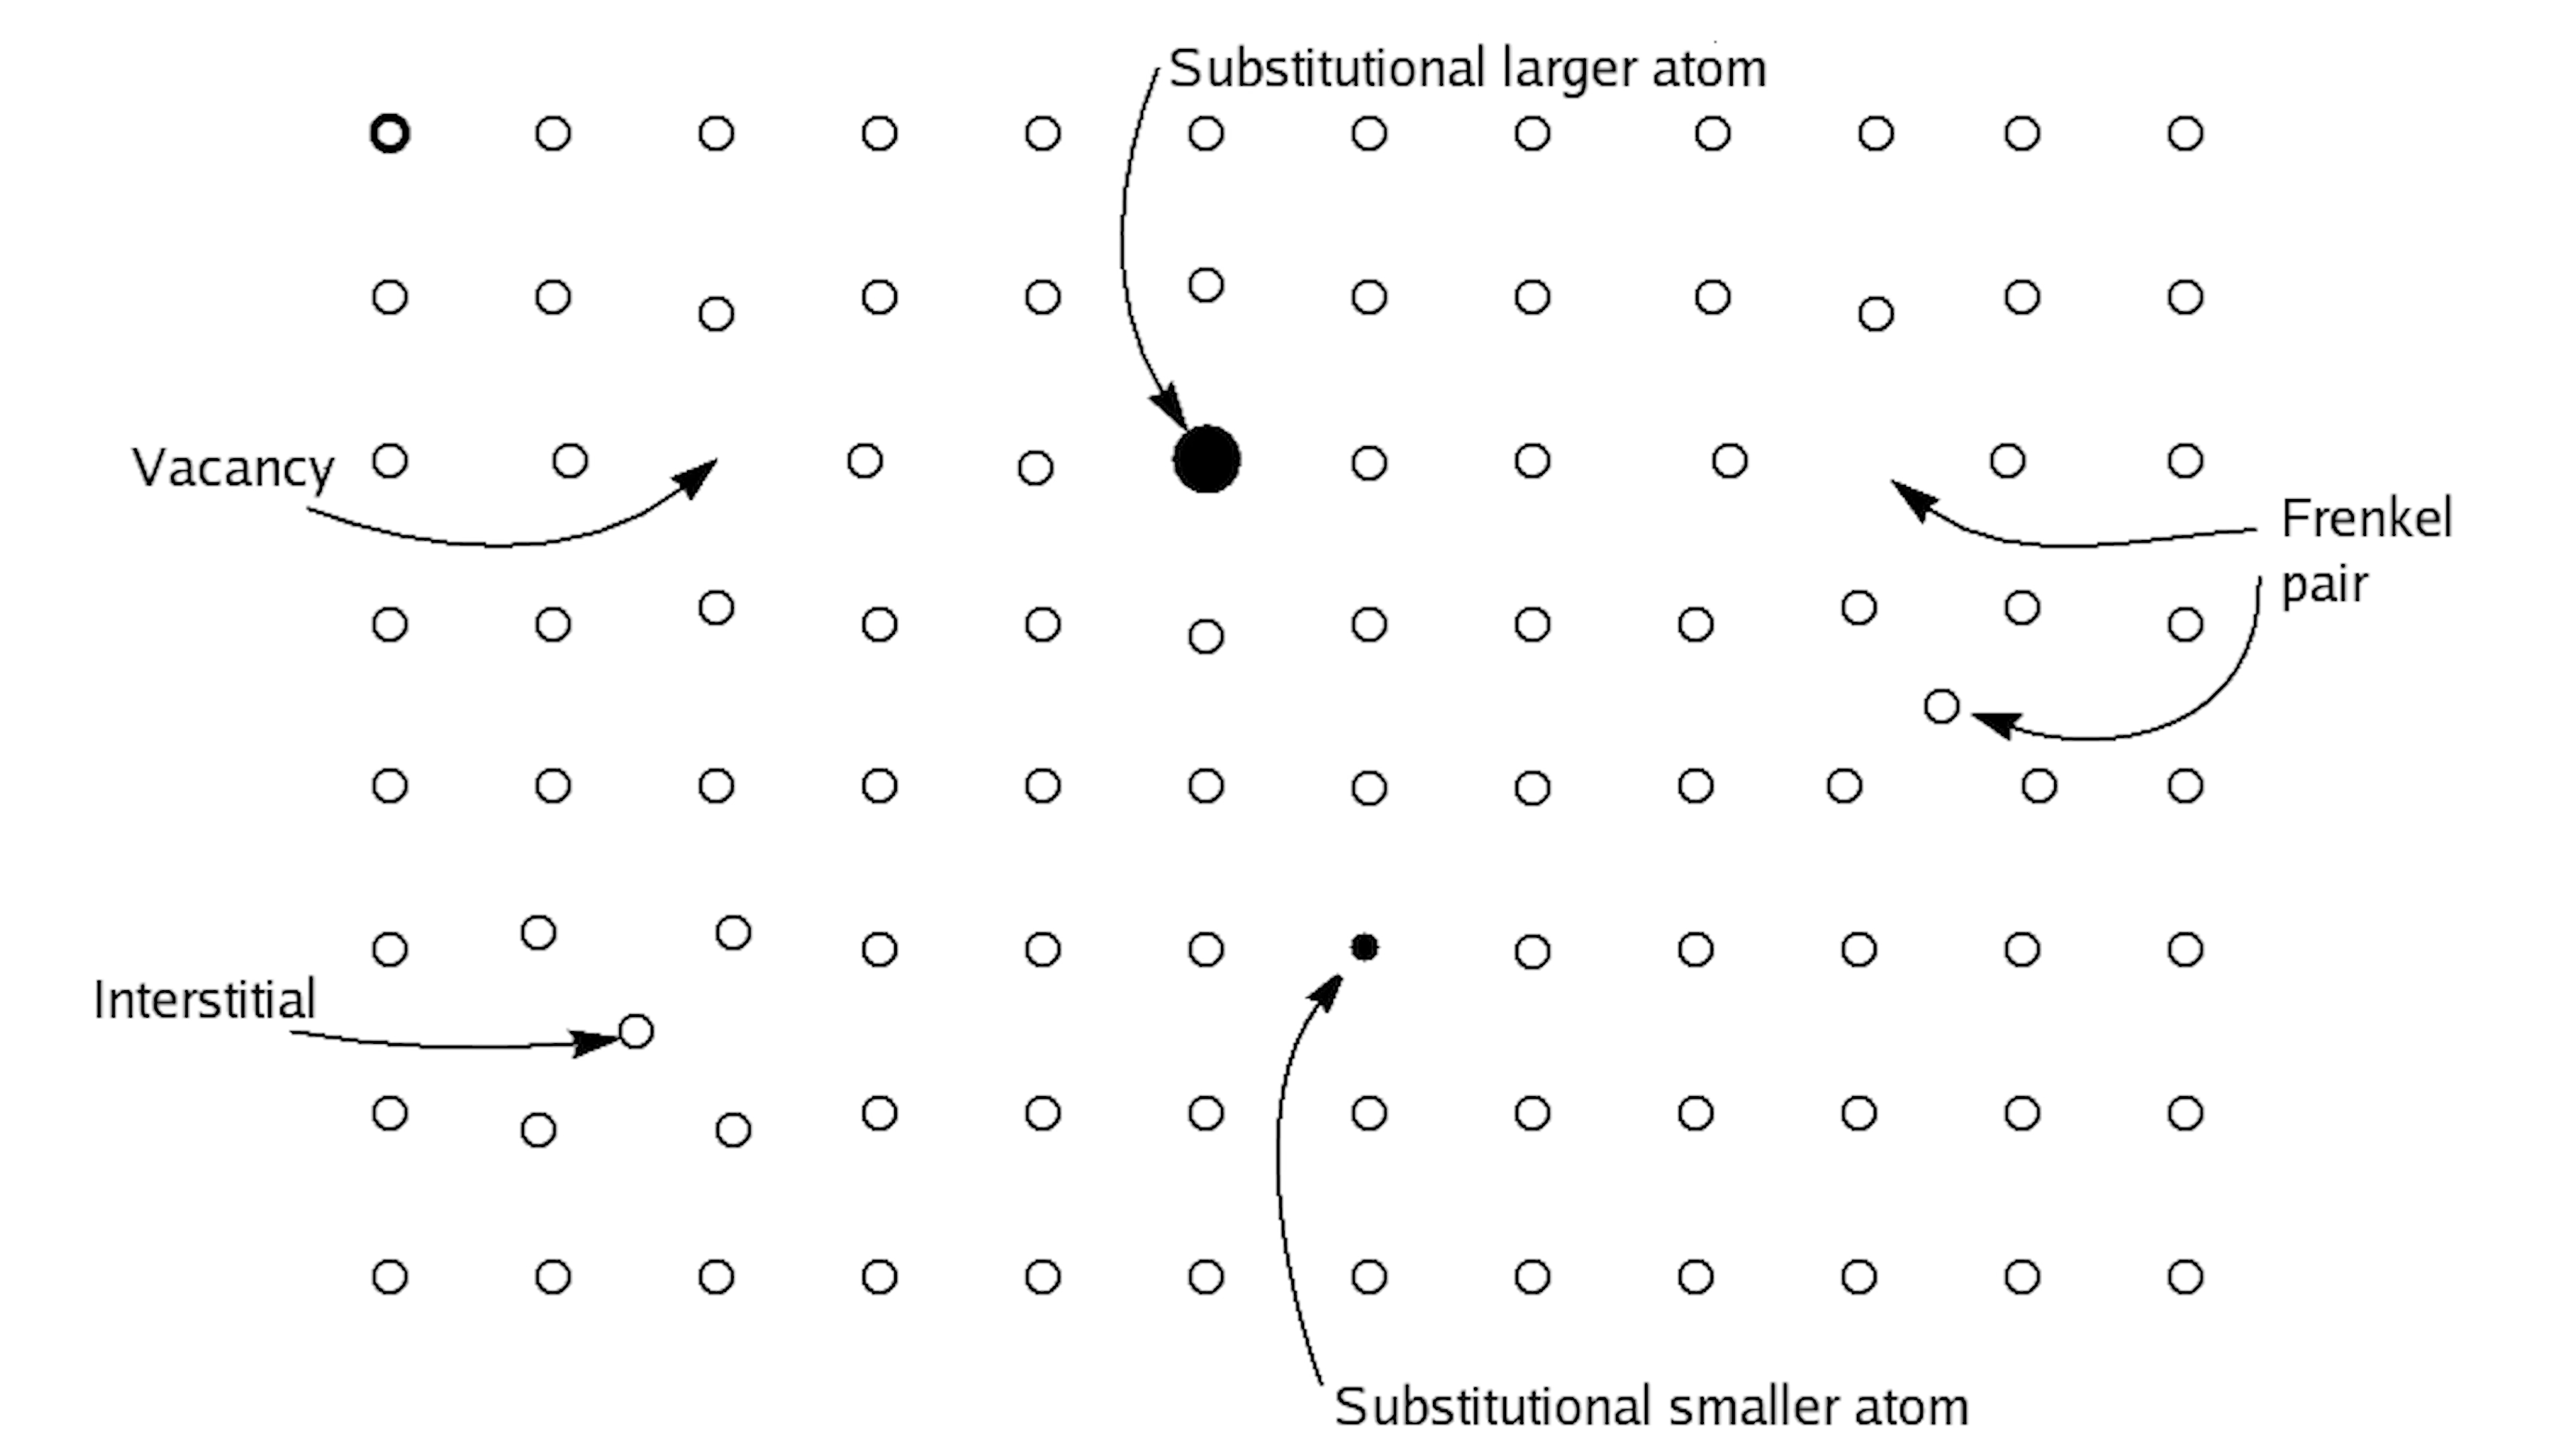 Substitutional larger atom
Vacancy
Frenkel
pair
Interstitial
Substitutional smaller atom